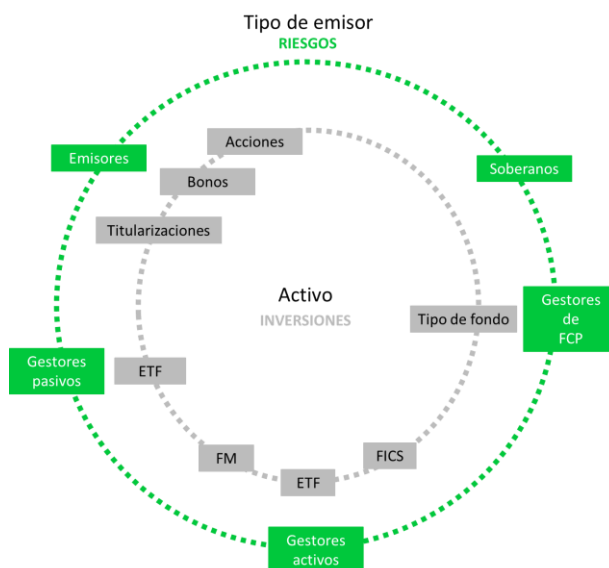 Tipo de emisor
RIESGOS
Acciones
Emisores
Soberanos
Bonos
Titularizaciones
Activo
INVERSIONES
Tipo de fondo
Gestores
de
FCP
Gestores
pasivos
ETF
FM
FICS
ETF
Gestores
activos